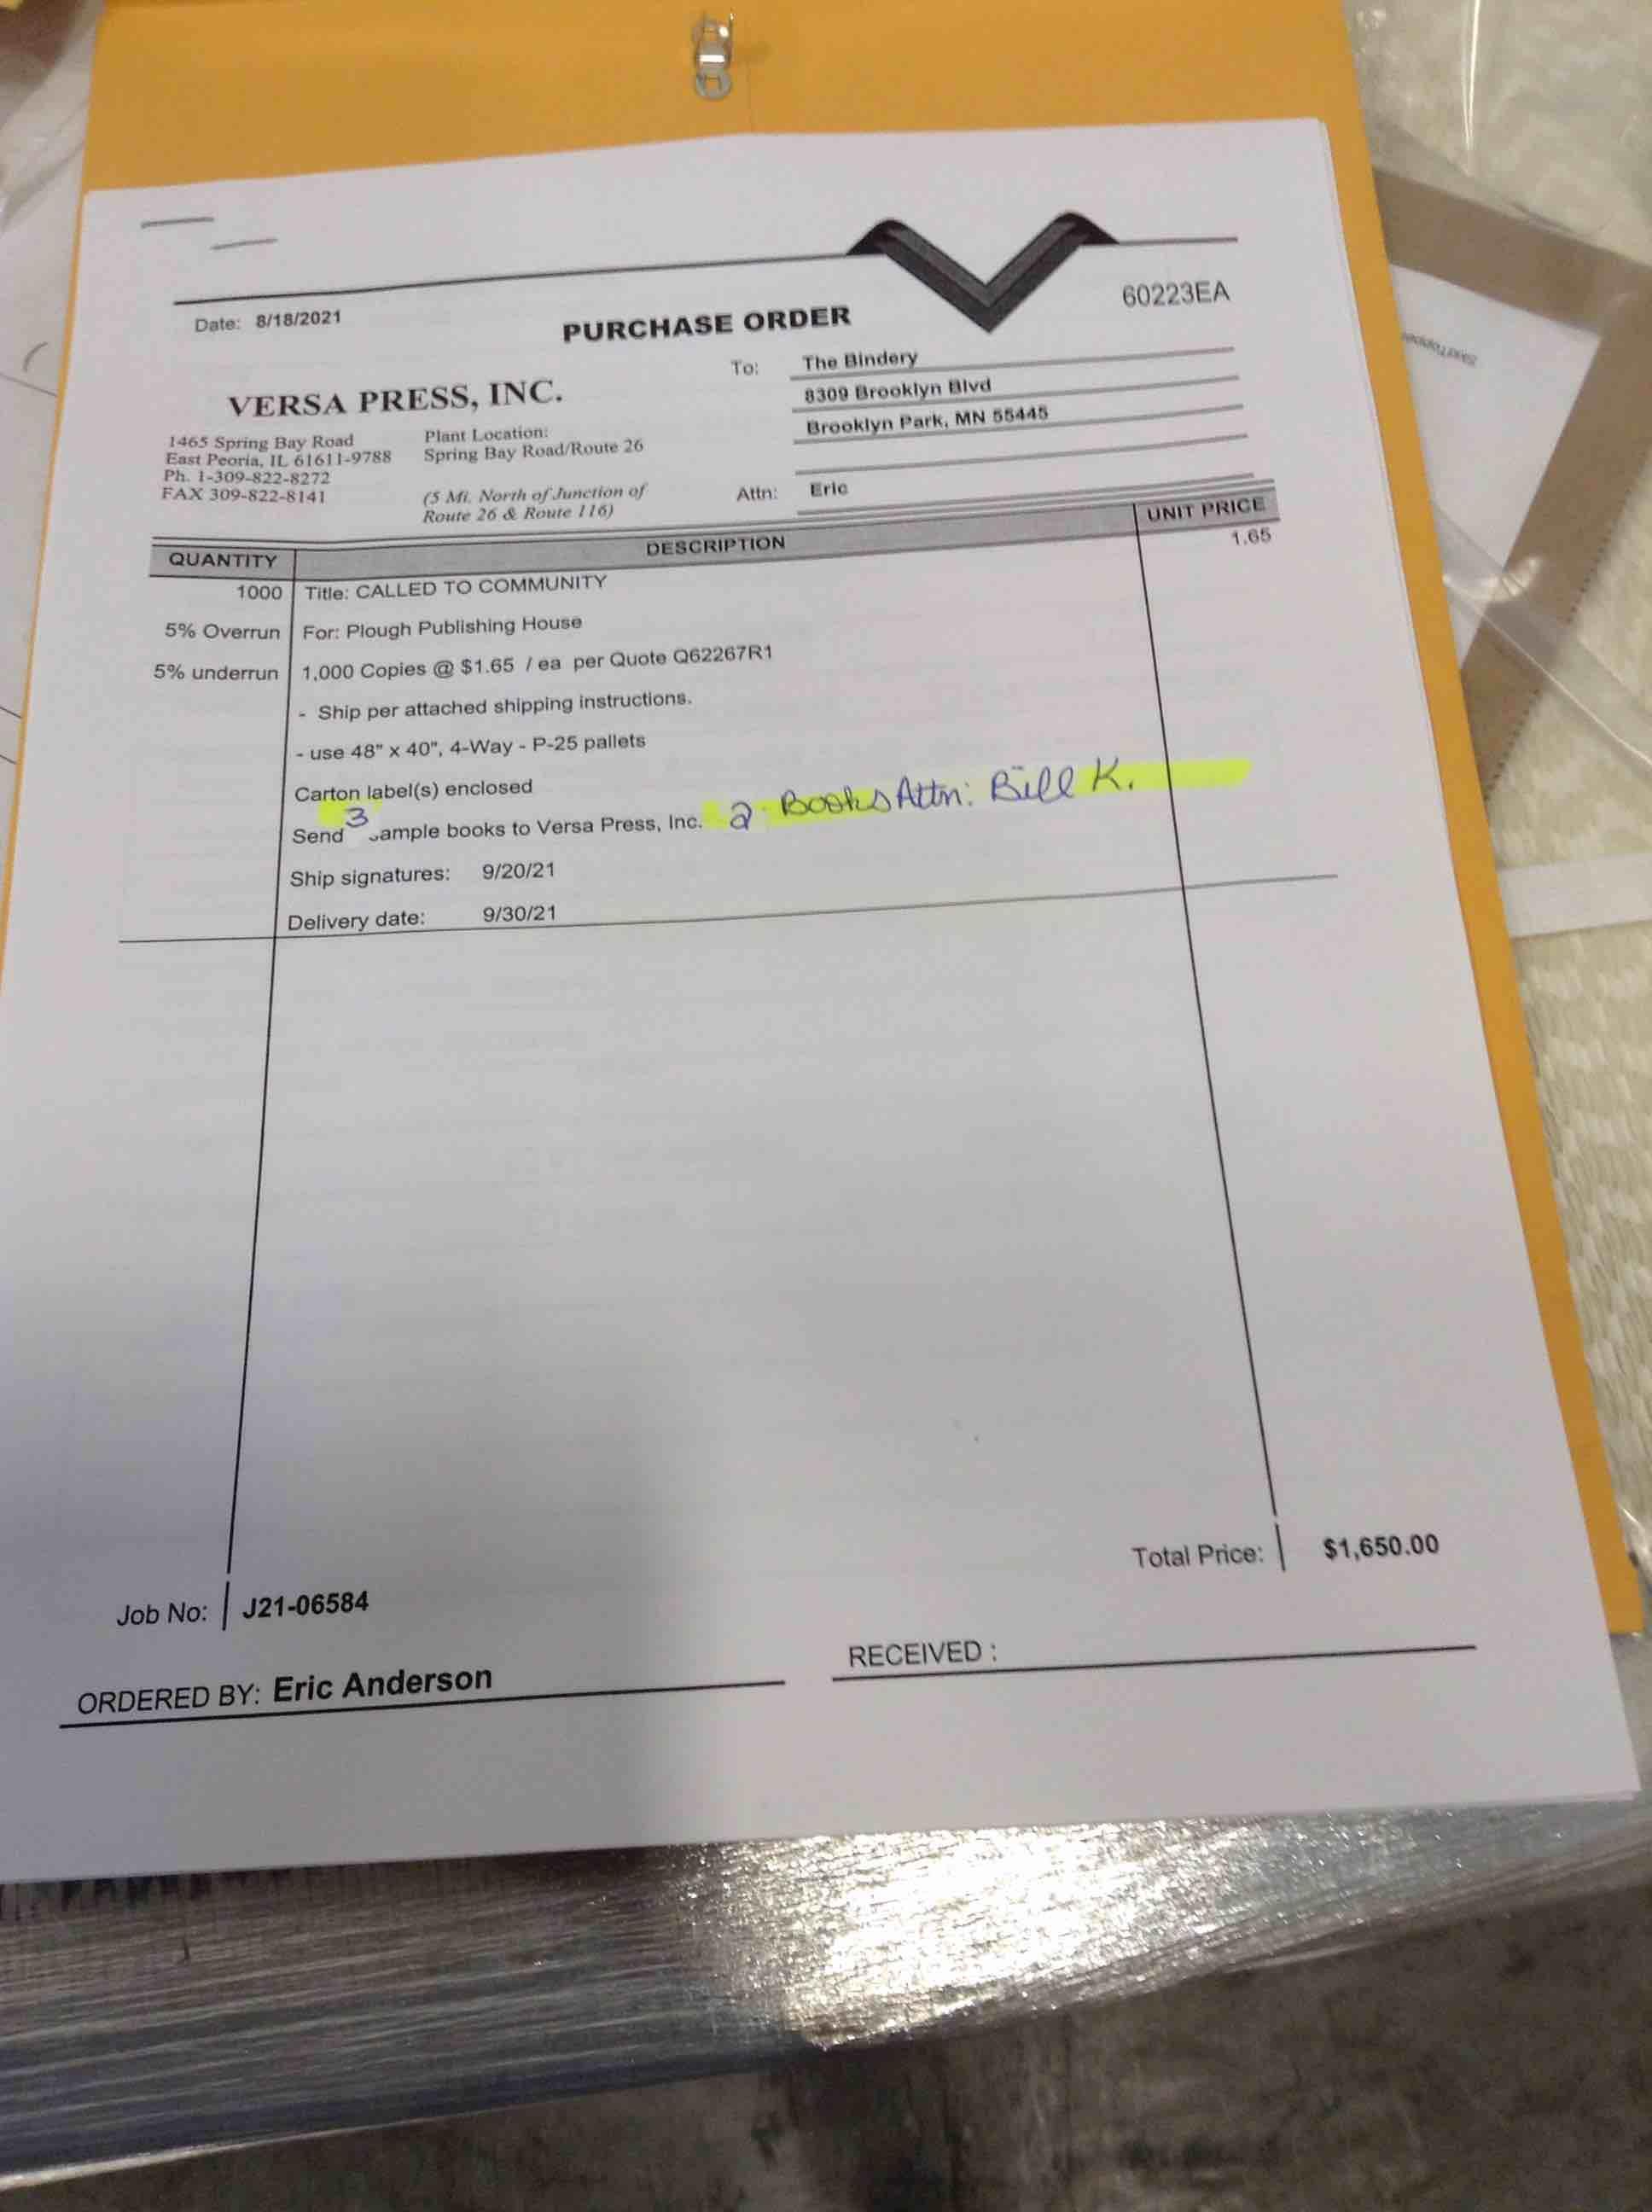 60223EA
Date: 8/18/2021
PURCHASE ORDER
To: The Bindery
8309 Brooklyn Blvd
Brooklyn Park, MN 55445
VERSA PRESS, INC.
1465 Spring Bay Road
East Peoria, IL 61611-9788
Ph. 1-309-822-8272
FAX 309-822-8141
Plant Location:
Spring Bay Road/Route 26
(5 Mi. North of Junction of
Route 26 & Route 116)
Attn: Eric
QUANTITY DESCRIPTION UNIT PRICE
1000 Title: CALLED TO COMMUNITY 1.65
5% Overrun For: Plough Publishing House
5% underrun 1,000 Copies @ $1.65 / ea per Quote Q62267R1
- Ship per attached shipping instructions.
- use 48" x 40", 4-Way - P-25 pallets
Carton label(s) enclosed
Send 3 ample books to Versa Press, Inc. 2 Books Attn: Bill K.
Ship signatures: 9/20/21
Delivery date: 9/30/21
Total Price: $1,650.00
Job No: J21-06584
RECEIVED :
ORDERED BY: Eric Anderson